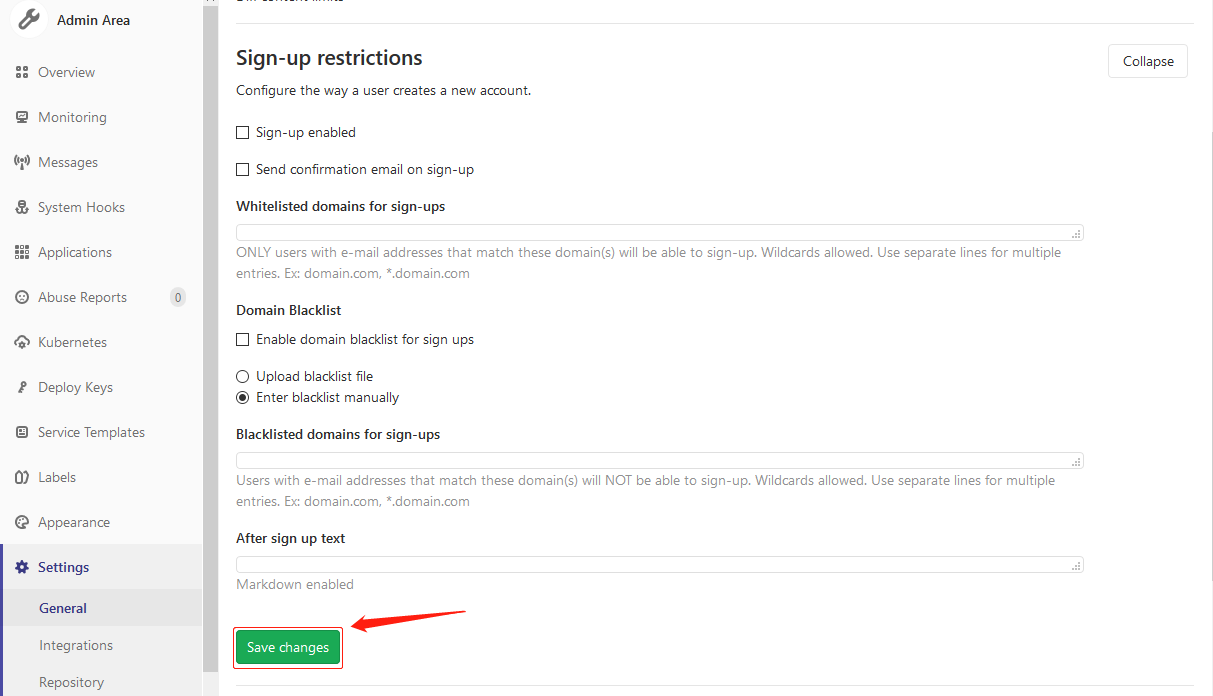 Admin Area
Overview
Monitoring
Messages
System Hooks
Applications
Abuse Reports 0
Kubernetes
Deploy Keys
Service Templates
Labels
Appearance
Settings
General
Integrations
Repository
Sign-up restrictions
Collapse
Configure the way a user creates a new account.
Sign-up enabled
Send confirmation email on sign-up
Whitelisted domains for sign-ups
ONLY users with e-mail addresses that match these domain(s) will be able to sign-up. Wildcards allowed. Use separate lines for multiple
entries. Ex: domain.com, *.domain.com
Domain Blacklist
Enable domain blacklist for sign ups
Upload blacklist file
Enter blacklist manually
Blacklisted domains for sign-ups
Users with e-mail addresses that match these domain(s) will NOT be able to sign-up. Wildcards allowed. Use separate lines for multiple
entries. Ex: domain.com, *.domain.com
After sign up text
Markdown enabled
Save changes